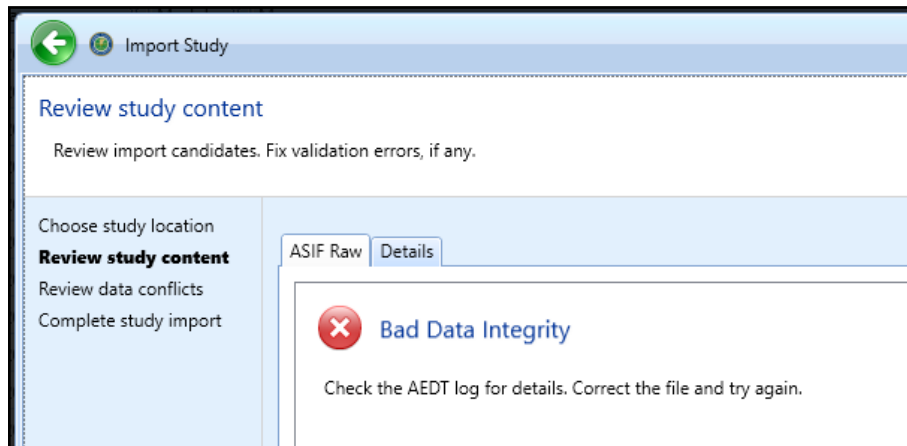 Import Study
Review study content
Review import candidates. Fix validation errors, if any.
Choose study location
Review study content
Review data conflicts
Complete study import
ASIF Raw
Details
Bad Data Integrity
Check the AEDT log for details. Correct the file and try again.